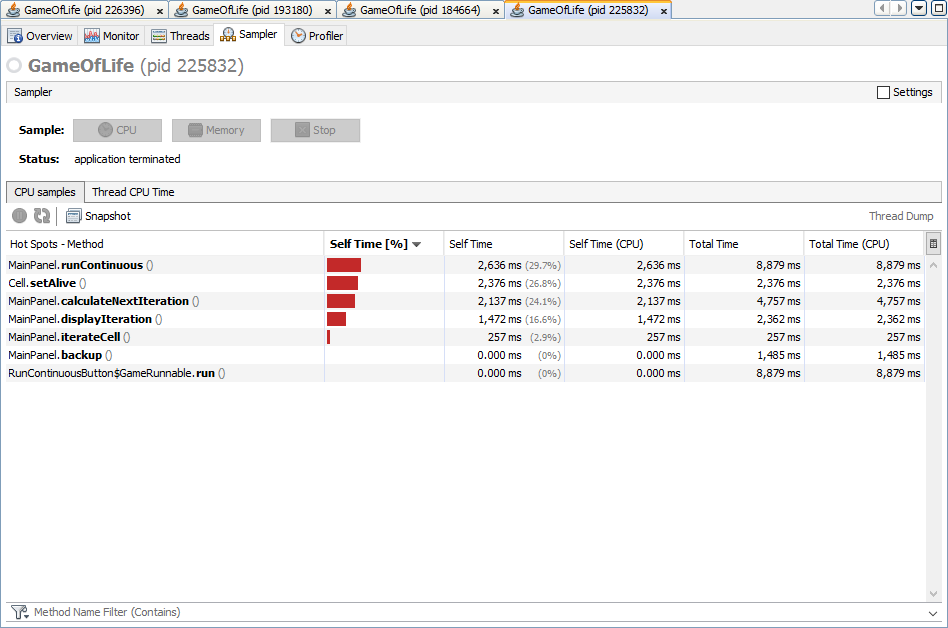 GameOfLife (pid 226396) GameOfLife (pid 193180) GameOfLife (pid 184664) GameOfLife (pid 225832)
Overview Monitor Threads Sampler Profiler
GameOfLife (pid 225832)
Sampler Settings
Sample: CPU Memory Stop
Status: application terminated
CPU samples Thread CPU Time
Snapshot Thread Dump
Hot Spots - Method Self Time [%] Self Time Self Time (CPU) Total Time Total Time (CPU)
MainPanel.runContinuous () 2,636 ms (29.7%) 2,636 ms 8,879 ms 8,879 ms
Cell.setAlive () 2,376 ms (26.8%) 2,376 ms 2,376 ms 2,376 ms
MainPanel.calculateNextIteration () 2,137 ms (24.1%) 2,137 ms 4,757 ms 4,757 ms
MainPanel.displayIteration () 1,472 ms (16.6%) 1,472 ms 2,362 ms 2,362 ms
MainPanel.iterateCell () 257 ms (2.9%) 257 ms 257 ms 257 ms
MainPanel.backup () 0.000 ms (0%) 0.000 ms 1,485 ms 1,485 ms
RunContinuousButton$GameRunnable.run () 0.000 ms (0%) 0.000 ms 8,879 ms 8,879 ms
Method Name Filter (Contains)